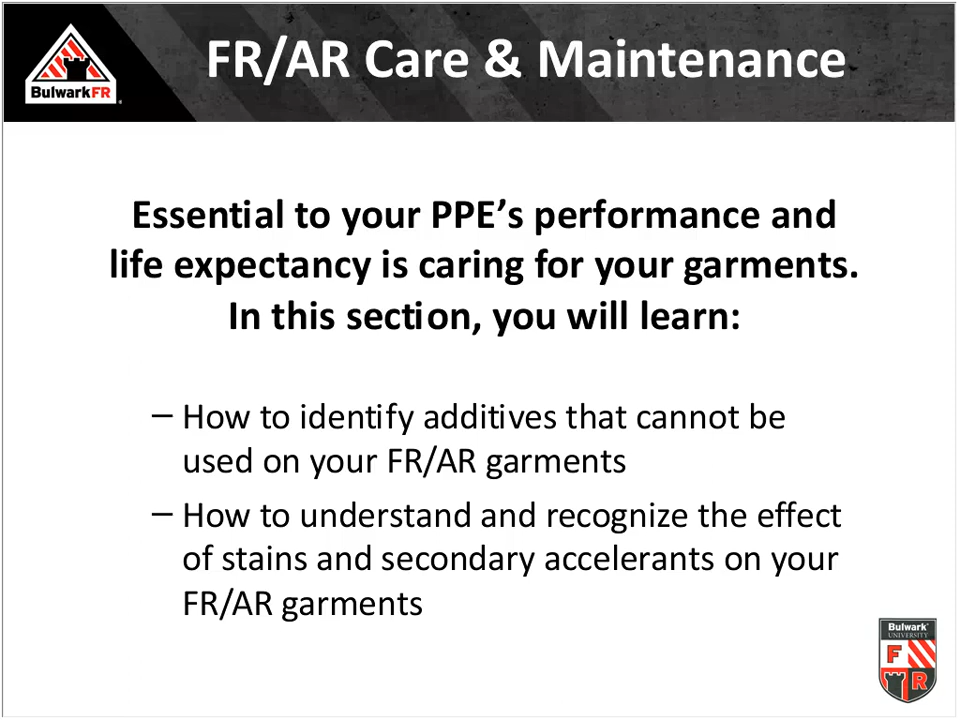 BulwarkFR®
FR/AR Care & Maintenance
Essential to your PPE’s performance and
life expectancy is caring for your garments.
In this section, you will learn:
– How to identify additives that cannot be
used on your FR/AR garments
– How to understand and recognize the effect
of stains and secondary accelerants on your
FR/AR garments
Bulwark®
UNIVERSITY
F
R